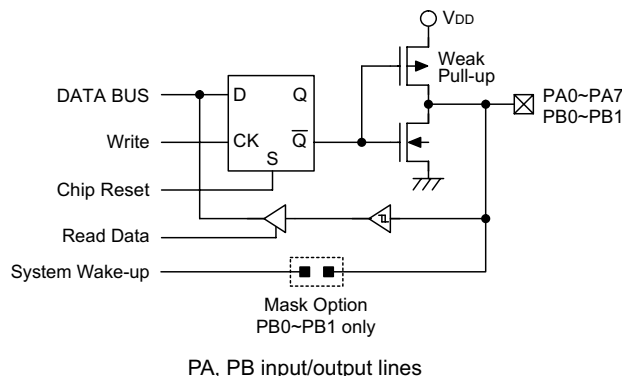 VDD
Weak
Pull-up
DATA BUS
D
Q
PA0~PA7
PB0~PB1
Write
CK
Q
S
Chip Reset
Read Data
System Wake-up
Mask Option
PB0~PB1 only
PA, PB input/output lines